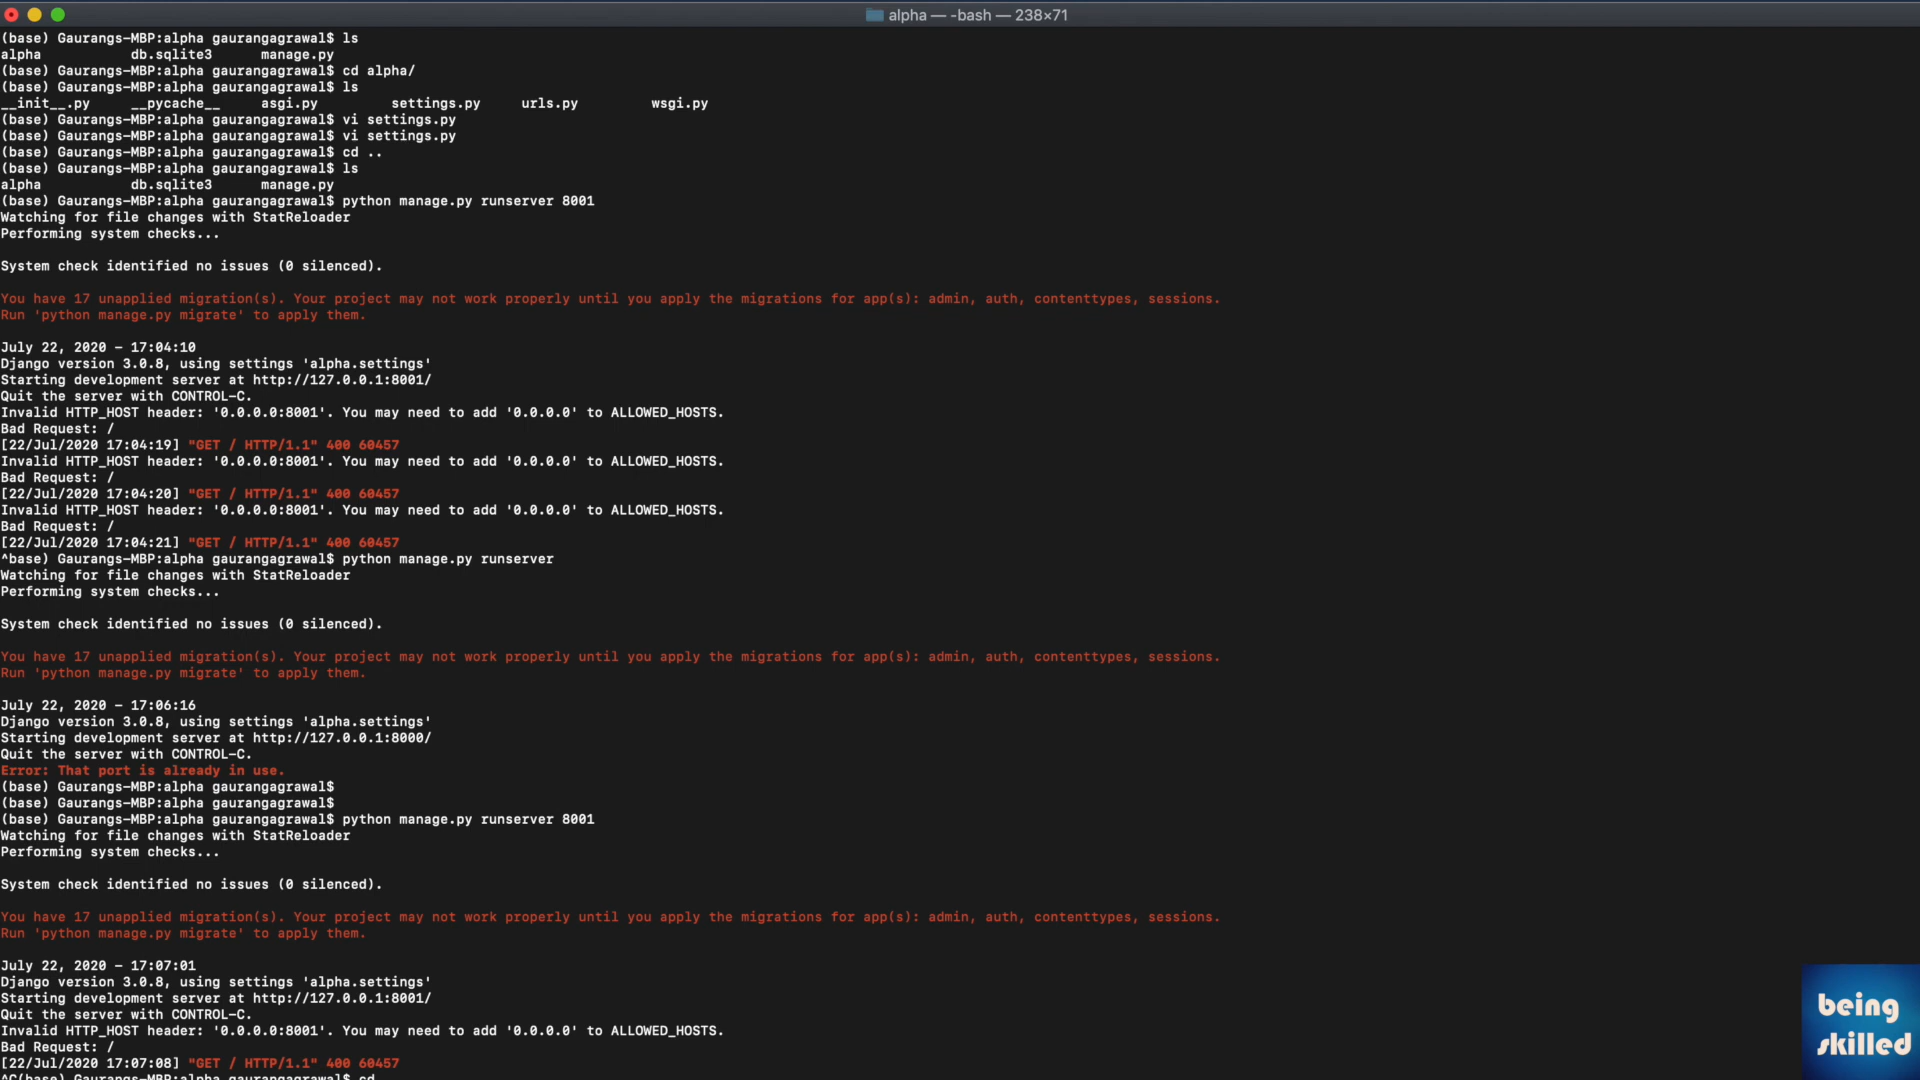 alpha — -bash — 238×71
(base) Gaurangs-MBP:alpha gaurangagrawal$ ls
alpha db.sqlite3 manage.py
(base) Gaurangs-MBP:alpha gaurangagrawal$ cd alpha/
(base) Gaurangs-MBP:alpha gaurangagrawal$ ls
__init__.py __pycache__ asgi.py settings.py urls.py wsgi.py
(base) Gaurangs-MBP:alpha gaurangagrawal$ vi settings.py
(base) Gaurangs-MBP:alpha gaurangagrawal$ vi settings.py
(base) Gaurangs-MBP:alpha gaurangagrawal$ cd ..
(base) Gaurangs-MBP:alpha gaurangagrawal$ ls
alpha db.sqlite3 manage.py
(base) Gaurangs-MBP:alpha gaurangagrawal$ python manage.py runserver 8001
Watching for file changes with StatReloader
Performing system checks...
System check identified no issues (0 silenced).
You have 17 unapplied migration(s). Your project may not work properly until you apply the migrations for app(s): admin, auth, contenttypes, sessions.
Run 'python manage.py migrate' to apply them.
July 22, 2020 - 17:04:10
Django version 3.0.8, using settings 'alpha.settings'
Starting development server at http://127.0.0.1:8001/
Quit the server with CONTROL-C.
Invalid HTTP_HOST header: '0.0.0.0:8001'. You may need to add '0.0.0.0' to ALLOWED_HOSTS.
Bad Request: /
[22/Jul/2020 17:04:19] "GET / HTTP/1.1" 400 60457
Invalid HTTP_HOST header: '0.0.0.0:8001'. You may need to add '0.0.0.0' to ALLOWED_HOSTS.
Bad Request: /
[22/Jul/2020 17:04:20] "GET / HTTP/1.1" 400 60457
Invalid HTTP_HOST header: '0.0.0.0:8001'. You may need to add '0.0.0.0' to ALLOWED_HOSTS.
Bad Request: /
[22/Jul/2020 17:04:21] "GET / HTTP/1.1" 400 60457
^base) Gaurangs-MBP:alpha gaurangagrawal$ python manage.py runserver
Watching for file changes with StatReloader
Performing system checks...
System check identified no issues (0 silenced).
You have 17 unapplied migration(s). Your project may not work properly until you apply the migrations for app(s): admin, auth, contenttypes, sessions.
Run 'python manage.py migrate' to apply them.
July 22, 2020 - 17:06:16
Django version 3.0.8, using settings 'alpha.settings'
Starting development server at http://127.0.0.1:8000/
Quit the server with CONTROL-C.
Error: That port is already in use.
(base) Gaurangs-MBP:alpha gaurangagrawal$
(base) Gaurangs-MBP:alpha gaurangagrawal$
(base) Gaurangs-MBP:alpha gaurangagrawal$ python manage.py runserver 8001
Watching for file changes with StatReloader
Performing system checks...
System check identified no issues (0 silenced).
You have 17 unapplied migration(s). Your project may not work properly until you apply the migrations for app(s): admin, auth, contenttypes, sessions.
Run 'python manage.py migrate' to apply them.
July 22, 2020 - 17:07:01
Django version 3.0.8, using settings 'alpha.settings'
Starting development server at http://127.0.0.1:8001/
Quit the server with CONTROL-C.
Invalid HTTP_HOST header: '0.0.0.0:8001'. You may need to add '0.0.0.0' to ALLOWED_HOSTS.
Bad Request: /
[22/Jul/2020 17:07:08] "GET / HTTP/1.1" 400 60457
^C(base) Gaurangs-MBP:alpha gaurangagrawal$ cd
being
skilled